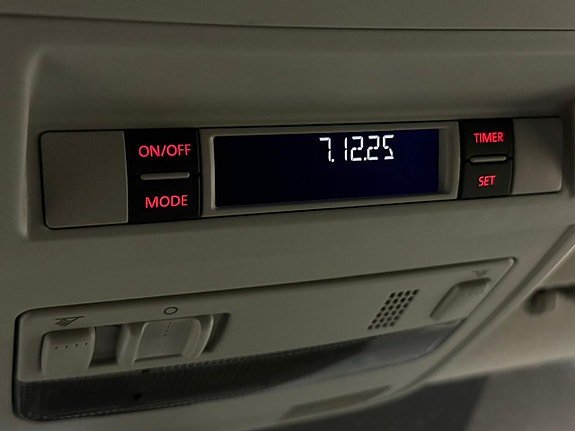 ON/OFF
MODE
7.12.25
TIMER
SET